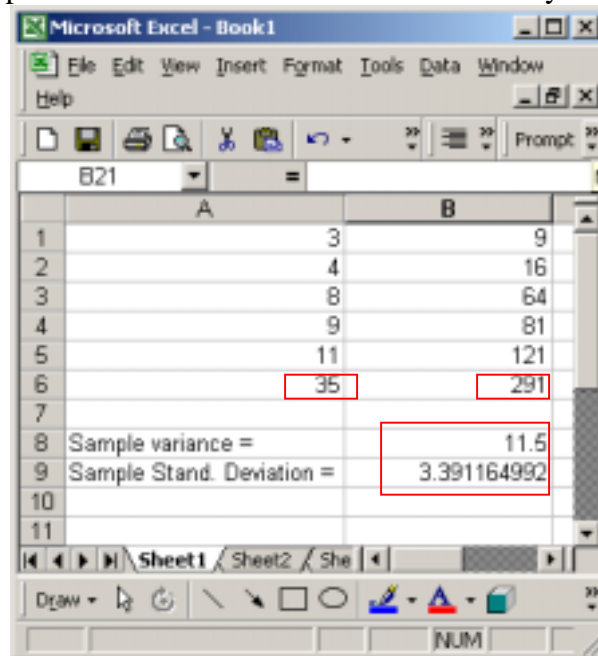 Microsoft Excel - Book1
File Edit View Insert Format Tools Data Window
Help
Prompt
B21 =
A B
1 3 9
2 4 16
3 8 64
4 9 81
5 11 121
6 35 291
7
8 Sample variance = 11.5
9 Sample Stand. Deviation = 3.391164992
10
11
Sheet1 Sheet2 She
Draw
NUM